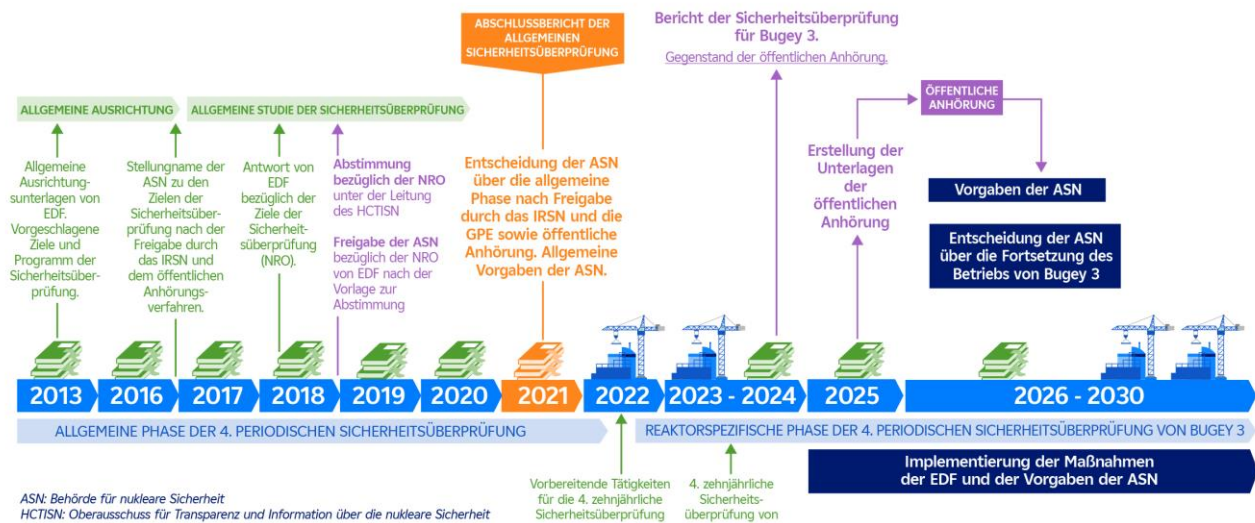 ABSCHLUSSBERICHT DER
ALLGEMEINEN
SICHERHEITSÜBERPRÜFUNG
Bericht der Sicherheitsüberprüfung
für Bugey 3.
Gegenstand der öffentlichen Anhörung.
ALLGEMEINE AUSRICHTUNG
ALLGEMEINE STUDIE DER SICHERHEITSÜBERPRÜFUNG
ÖFFENTLICHE
ANHÖRUNG
Allgemeine
Ausrichtung-
sunterlagen von
EDF.
Vorgeschlagene
Ziele und
Programm der
Sicherheitsüber-
prüfung.
Stellungname der
ASN zu den
Zielen der
Sicherheitsüber-
prüfung nach der
Freigabe durch
das IRSN und
dem öffentlichen
Anhörungs-
verfahren.
Antwort von
EDF
bezüglich der
Ziele der
Sicherheit-
süberprüfung
(NRO).
Abstimmung
bezüglich der NRO
unter der Leitung
des HCTISN
Freigabe der ASN
bezüglich der NRO
von EDF nach der
Vorlage zur
Abstimmung
Entscheidung der ASN
über die allgemeine
Phase nach Freigabe
durch das IRSN und die
GPE sowie öffentliche
Anhörung. Allgemeine
Vorgaben der ASN.
Erstellung der
Unterlagen
der
öffentlichen
Anhörung
Vorgaben der ASN
Entscheidung der ASN
über die Fortsetzung des
Betriebs von Bugey 3
2013
2016
2017
2018
2019
2020
2021
2022
2023 - 2024
2025
2026 - 2030
ALLGEMEINE PHASE DER 4. PERIODISCHEN SICHERHEITSÜBERPRÜFUNG
REAKTORSPEZIFISCHE PHASE DER 4. PERIODISCHEN SICHERHEITSÜBERPRÜFUNG VON BUGEY 3
Implementierung der Maßnahmen
der EDF und der Vorgaben der ASN
Vorbereitende Tätigkeiten
für die 4. zehnjährliche
Sicherheitsüberprüfung
4. zehnjährliche
Sicherheits-
überprüfung von
ASN: Behörde für nukleare Sicherheit
HCTISN: Oberausschuss für Transparenz und Information über die nukleare Sicherheit